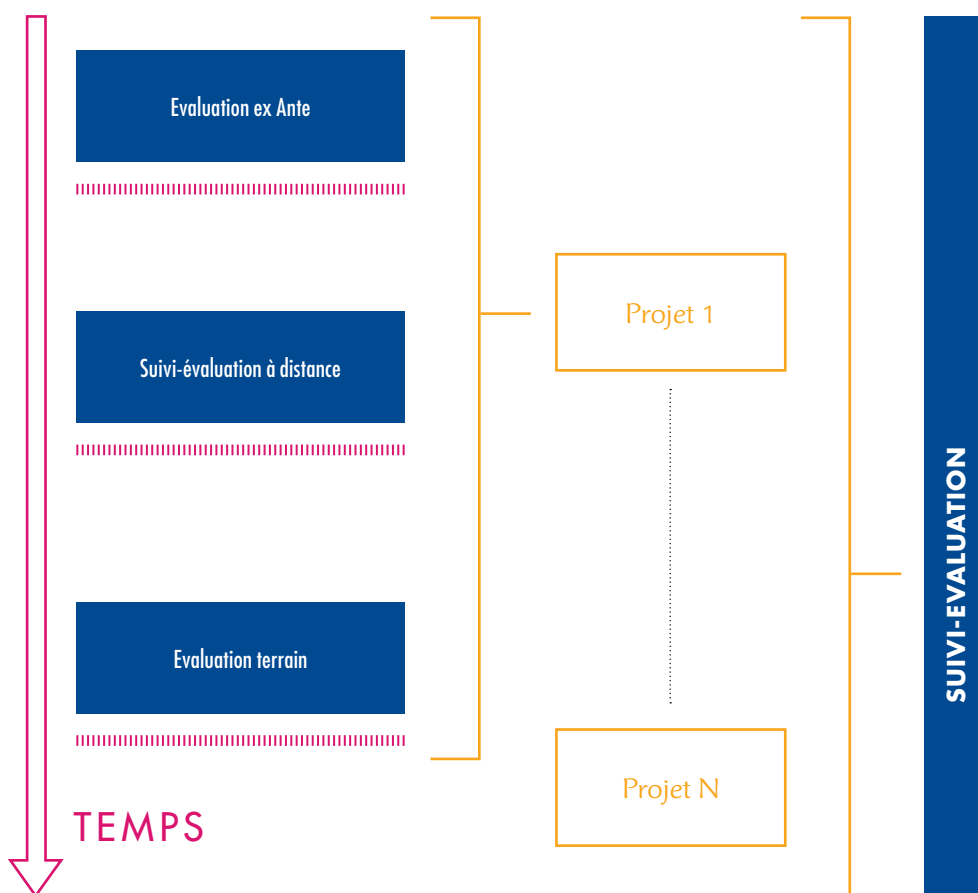 Evaluation ex Ante
Suivi-évaluation à distance
Evaluation terrain
TEMPS
Projet 1
Projet N
SUIVI-EVALUATION